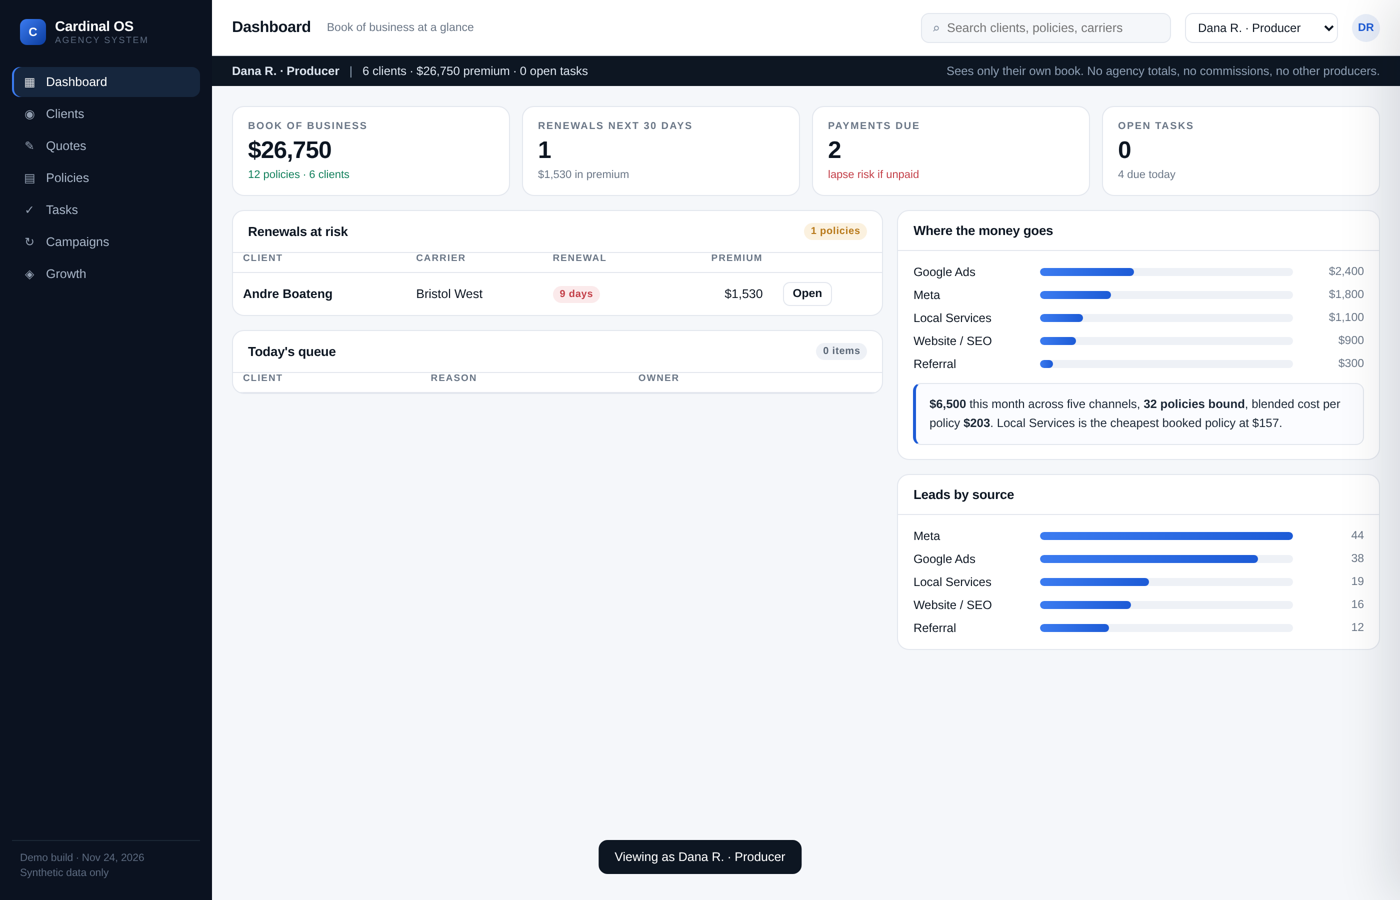 C
Cardinal OS
AGENCY SYSTEM
Dashboard
Clients
Quotes
Policies
Tasks
Campaigns
Growth
Demo build · Nov 24, 2026
Synthetic data only
Dashboard
Book of business at a glance
Search clients, policies, carriers
Dana R. · Producer
DR
Dana R. · Producer | 6 clients · $26,750 premium · 0 open tasks
Sees only their own book. No agency totals, no commissions, no other producers.
BOOK OF BUSINESS
$26,750
12 policies · 6 clients
RENEWALS NEXT 30 DAYS
1
$1,530 in premium
PAYMENTS DUE
2
lapse risk if unpaid
OPEN TASKS
0
4 due today
Renewals at risk
1 policies
CLIENT CARRIER RENEWAL PREMIUM
Andre Boateng Bristol West 9 days $1,530 Open
Today's queue
0 items
CLIENT REASON OWNER
Where the money goes
Google Ads $2,400
Meta $1,800
Local Services $1,100
Website / SEO $900
Referral $300
$6,500 this month across five channels, 32 policies bound, blended cost per
policy $203. Local Services is the cheapest booked policy at $157.
Leads by source
Meta 44
Google Ads 38
Local Services 19
Website / SEO 16
Referral 12
Viewing as Dana R. · Producer